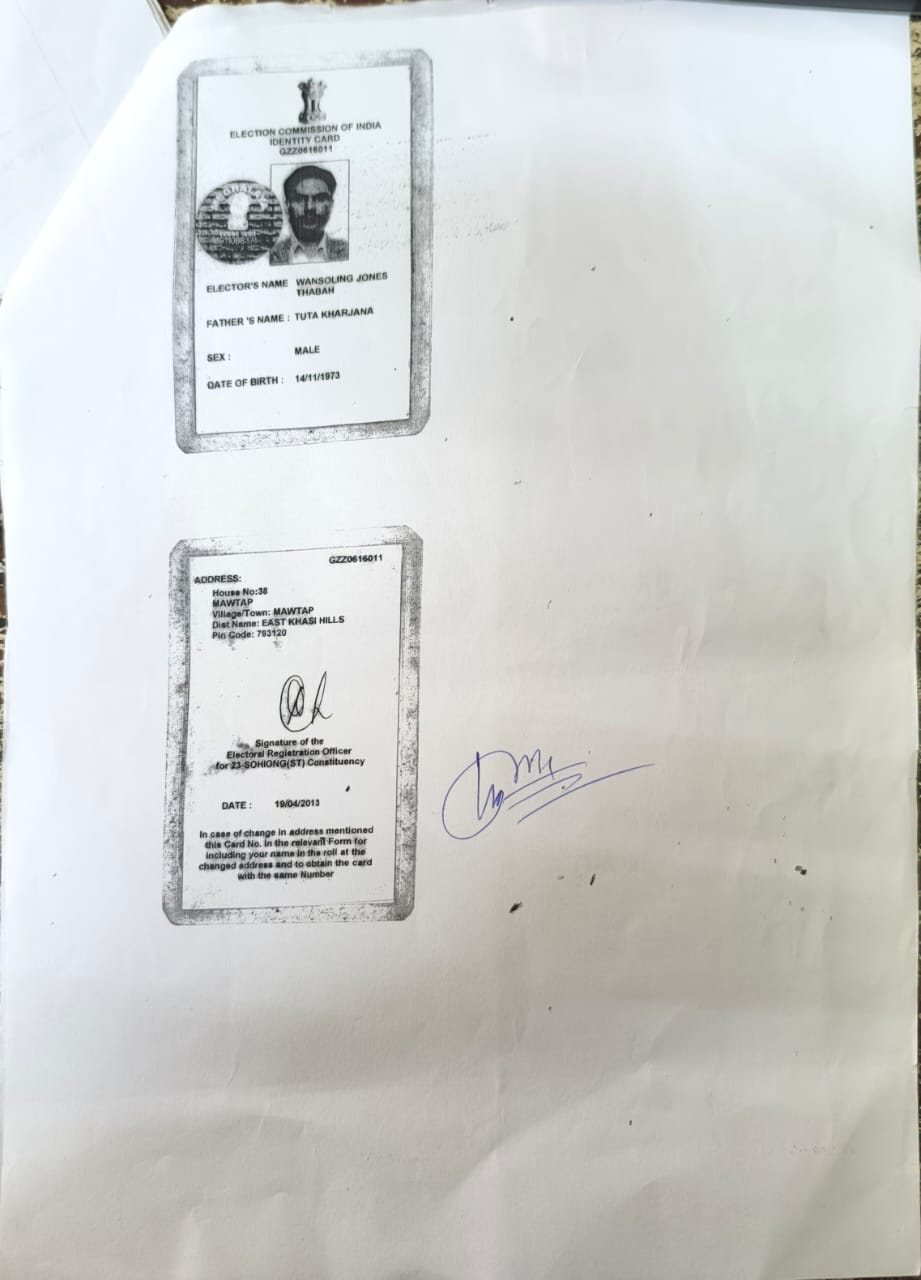 ELECTION COMMISSION OF INDIA
IDENTITY CARD
GZZ0616011
ELECTOR'S NAME WANSOLING JONES
THABAH
FATHER 'S NAME : TUTA KHARJANA
SEX : MALE
DATE OF BIRTH : 14/11/1973
GZZ0616011
ADDRESS:
House No:38
MAWTAP
Village/Town: MAWTAP
Dist Name: EAST KHASI HILLS
Pin Code: 793120
Signature of the
Electoral Registration Officer
for 23-SOHIONG(ST) Constituency
DATE : 19/04/2013
In case of change in address mentioned
this Card No. in the relevant Form for
including your name in the roll at the
changed address and to obtain the card
with the same Number